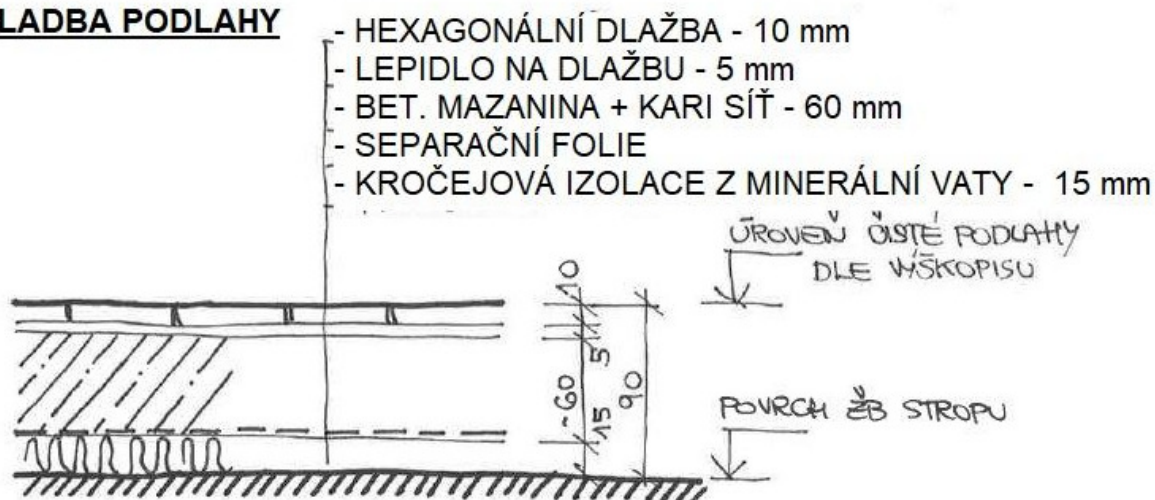 LADBA PODLAHY
- HEXAGONÁLNÍ DLAŽBA - 10 mm
- LEPIDLO NA DLAŽBU - 5 mm
- BET. MAZANINA + KARI SÍŤ - 60 mm
- SEPARAČNÍ FOLIE
- KROČEJOVÁ IZOLACE Z MINERÁLNÍ VATY - 15 mm
ÚROVEŇ ČISTÉ PODLAHY
DLE VÝŠKOPISU
10
5
~60
15
90
POVRCH ŽB STROPU